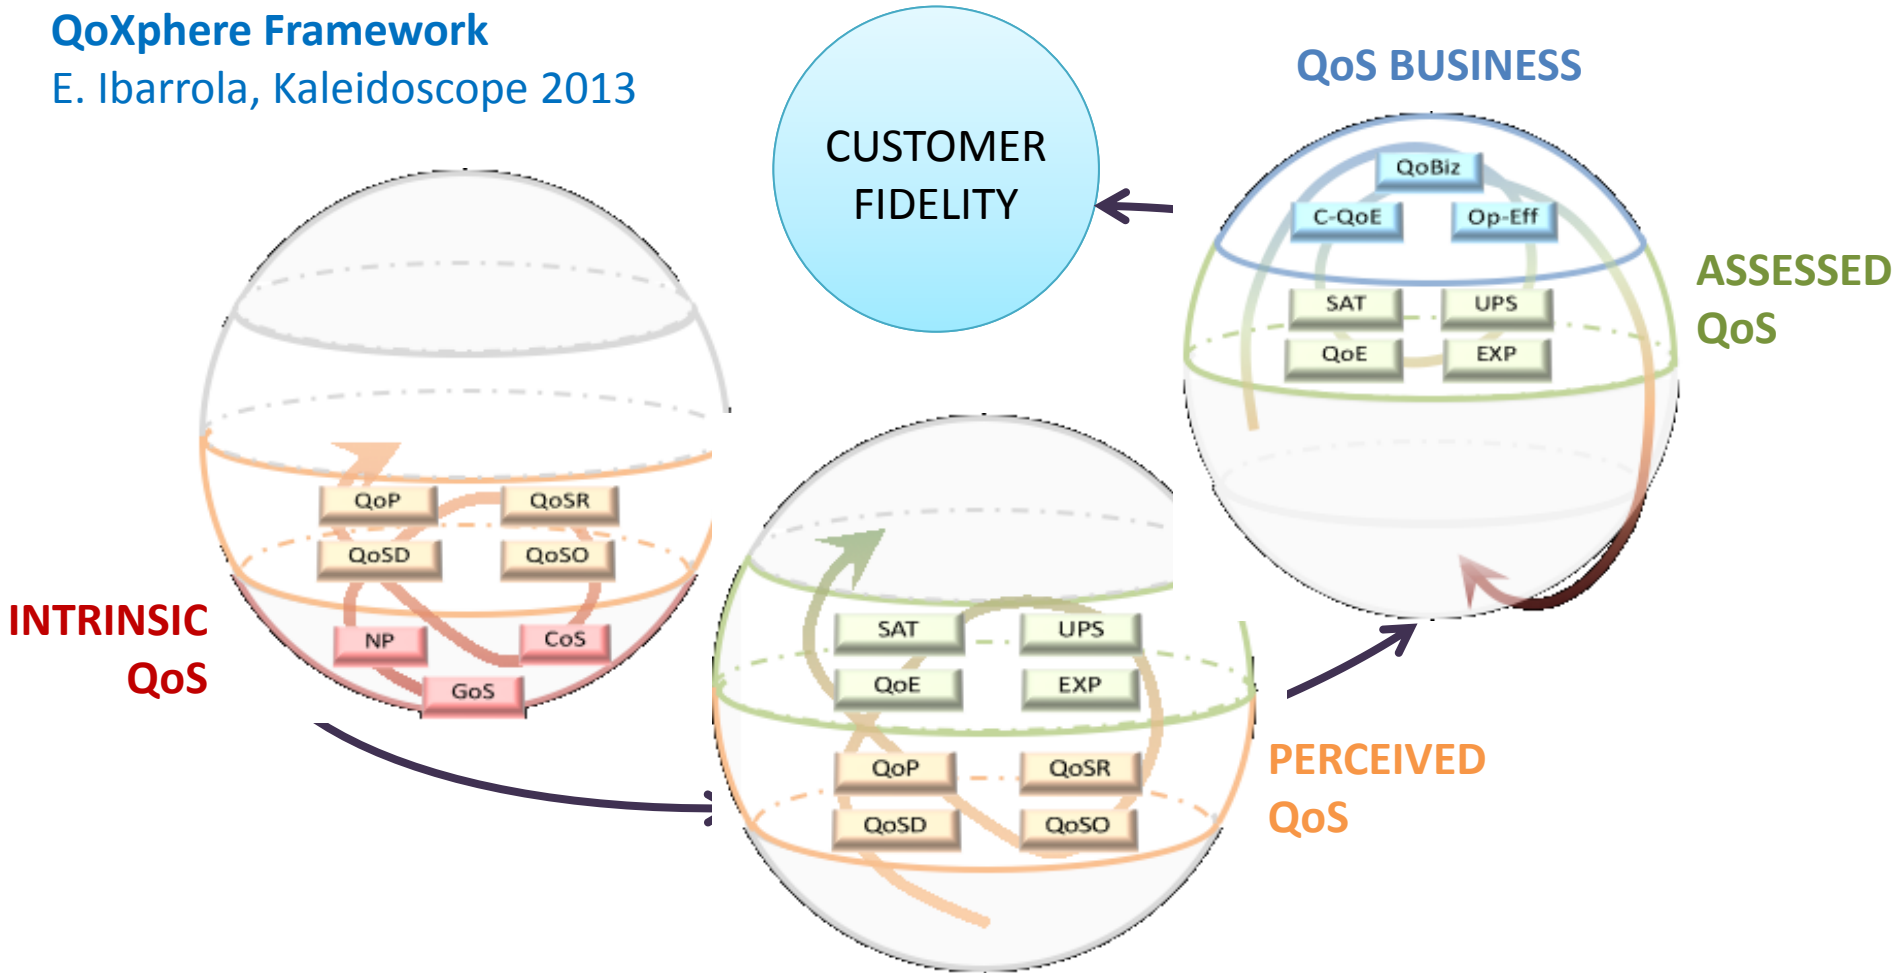 QoXphere Framework
E. Ibarrola, Kaleidoscope 2013
CUSTOMER
FIDELITY
QoS BUSINESS
QoBiz
C-QoE Op-Eff
SAT UPS
QoE EXP
ASSESSED
QoS
QoP QoSR
QoSD QoSO
NP CoS
GoS
INTRINSIC
QoS
SAT UPS
QoE EXP
QoP QoSR
QoSD QoSO
PERCEIVED
QoS